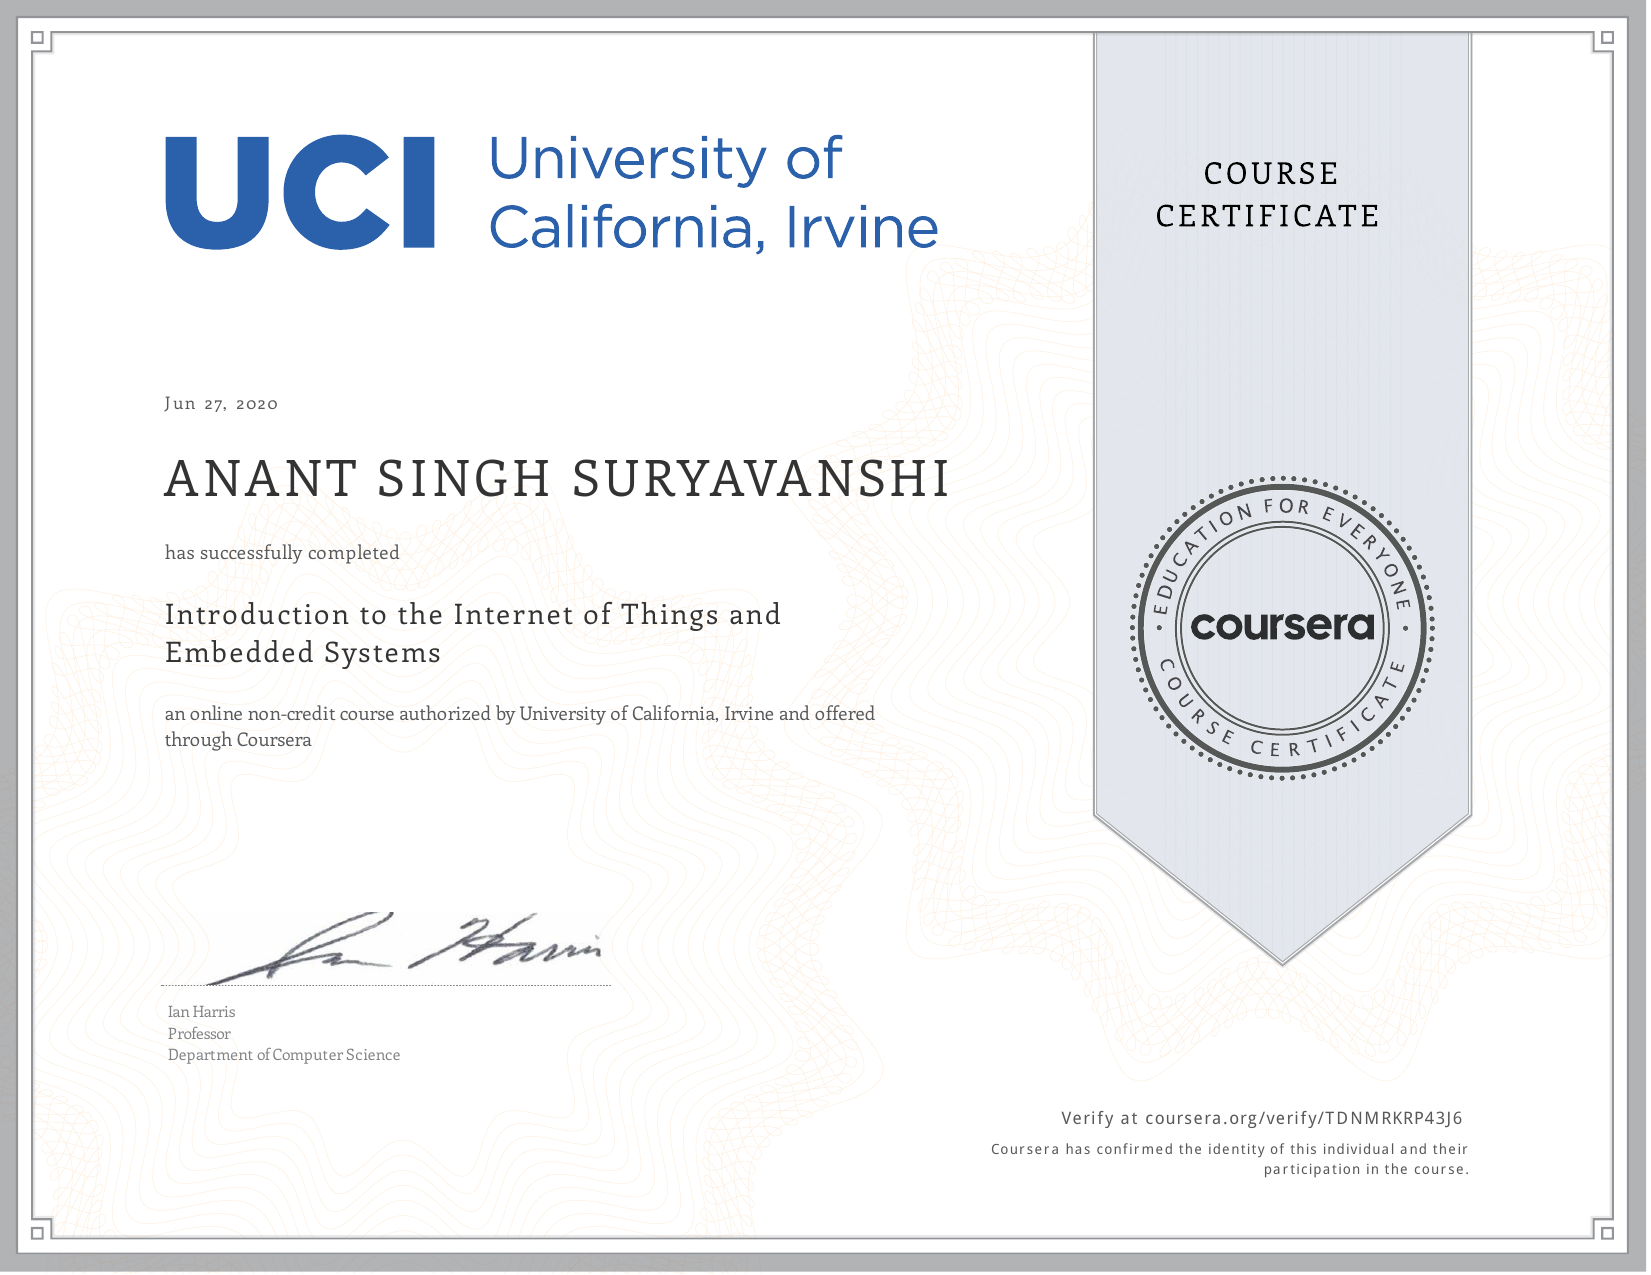 UCI
University of
California, Irvine
COURSE
CERTIFICATE
Jun 27, 2020
ANANT SINGH SURYAVANSHI
has successfully completed
Introduction to the Internet of Things and
Embedded Systems
an online non-credit course authorized by University of California, Irvine and offered
through Coursera
EDUCATION FOR EVERYONE
coursera
COURSE CERTIFICATE
Ian Harris
Ian Harris
Professor
Department of Computer Science
Verify at coursera.org/verify/TDNMRKRP43J6
Coursera has confirmed the identity of this individual and their
participation in the course.